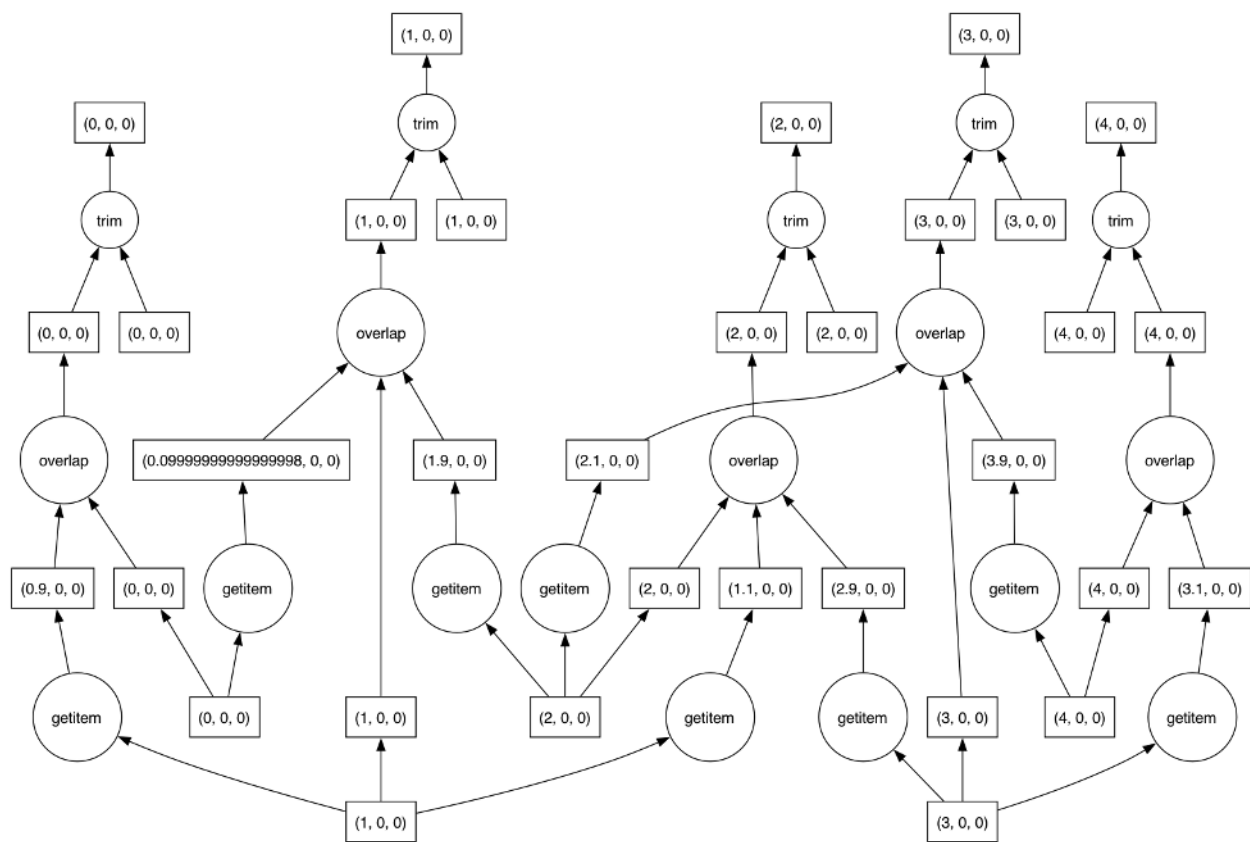 (1, 0, 0)
(3, 0, 0)
(0, 0, 0)
trim
(2, 0, 0)
trim
(4, 0, 0)
trim
(1, 0, 0)
(1, 0, 0)
trim
(3, 0, 0)
(3, 0, 0)
trim
(0, 0, 0)
(0, 0, 0)
overlap
(2, 0, 0)
(2, 0, 0)
overlap
(4, 0, 0)
(4, 0, 0)
overlap
(0.09999999999999998, 0, 0)
(1.9, 0, 0)
(2.1, 0, 0)
overlap
(3.9, 0, 0)
overlap
(0.9, 0, 0)
(0, 0, 0)
getitem
getitem
getitem
(2, 0, 0)
(1.1, 0, 0)
(2.9, 0, 0)
getitem
(4, 0, 0)
(3.1, 0, 0)
getitem
(0, 0, 0)
(1, 0, 0)
(2, 0, 0)
getitem
getitem
(3, 0, 0)
(4, 0, 0)
getitem
(1, 0, 0)
(3, 0, 0)